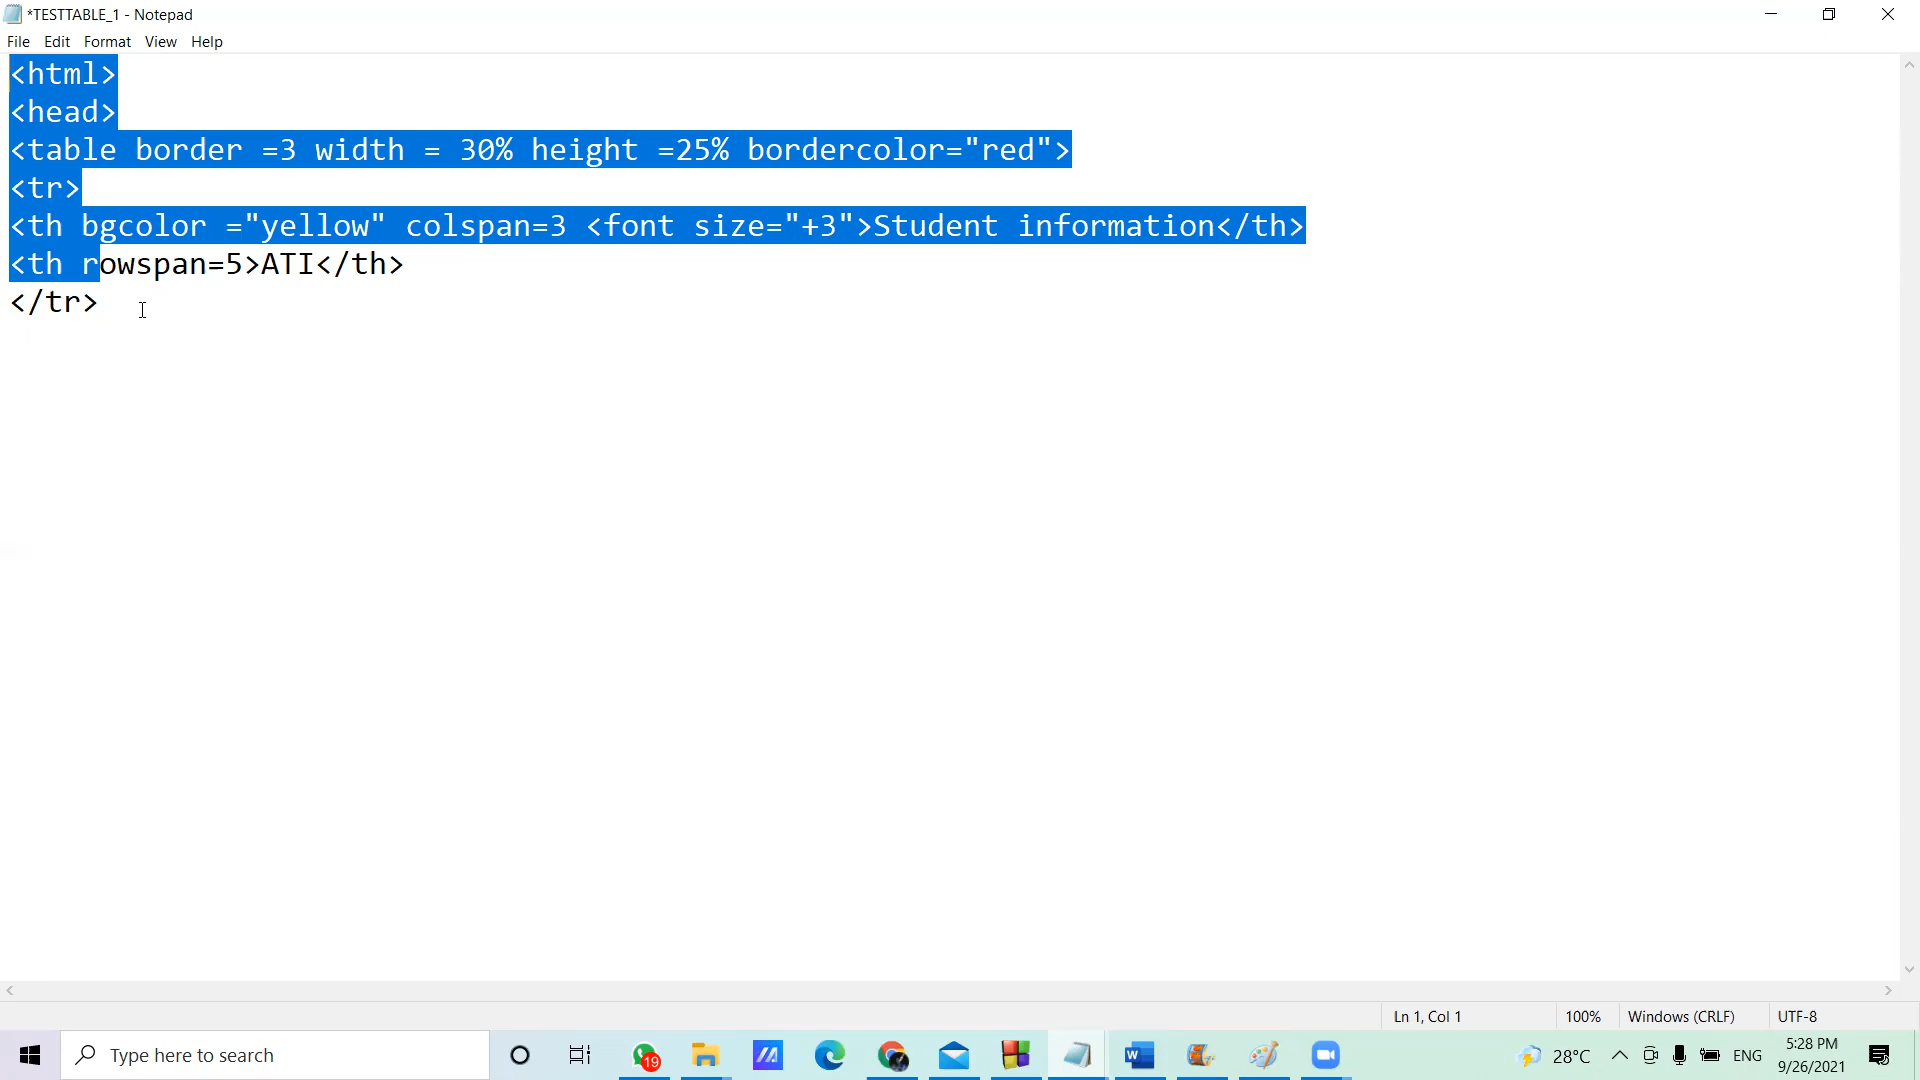 *TESTTABLE_1 - Notepad
File Edit Format View Help
<html>
<head>
<table border =3 width = 30% height =25% bordercolor="red">
<tr>
<th bgcolor ="yellow" colspan=3 <font size="+3">Student information</th>
<th rowspan=5>ATI</th>
</tr>
Ln 1, Col 1 100% Windows (CRLF) UTF-8
Type here to search 19 28°C ENG
5:28 PM
9/26/2021